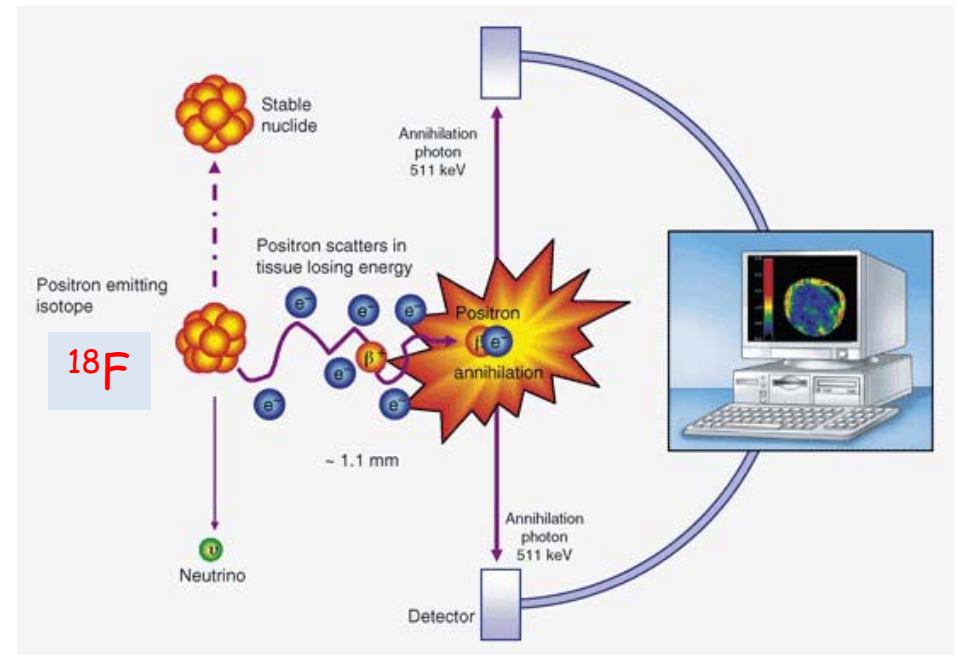 Stable
nuclide
Annihilation
photon
511 keV
Positron scatters in
tissue losing energy
Positron emitting
isotope
¹⁸F
e⁻
e⁻
e⁻
Positron
β e⁻
β⁺
e⁻
annihilation
e⁻
e⁻
~ 1.1 mm
Annihilation
photon
511 keV
υ
Neutrino
Detector